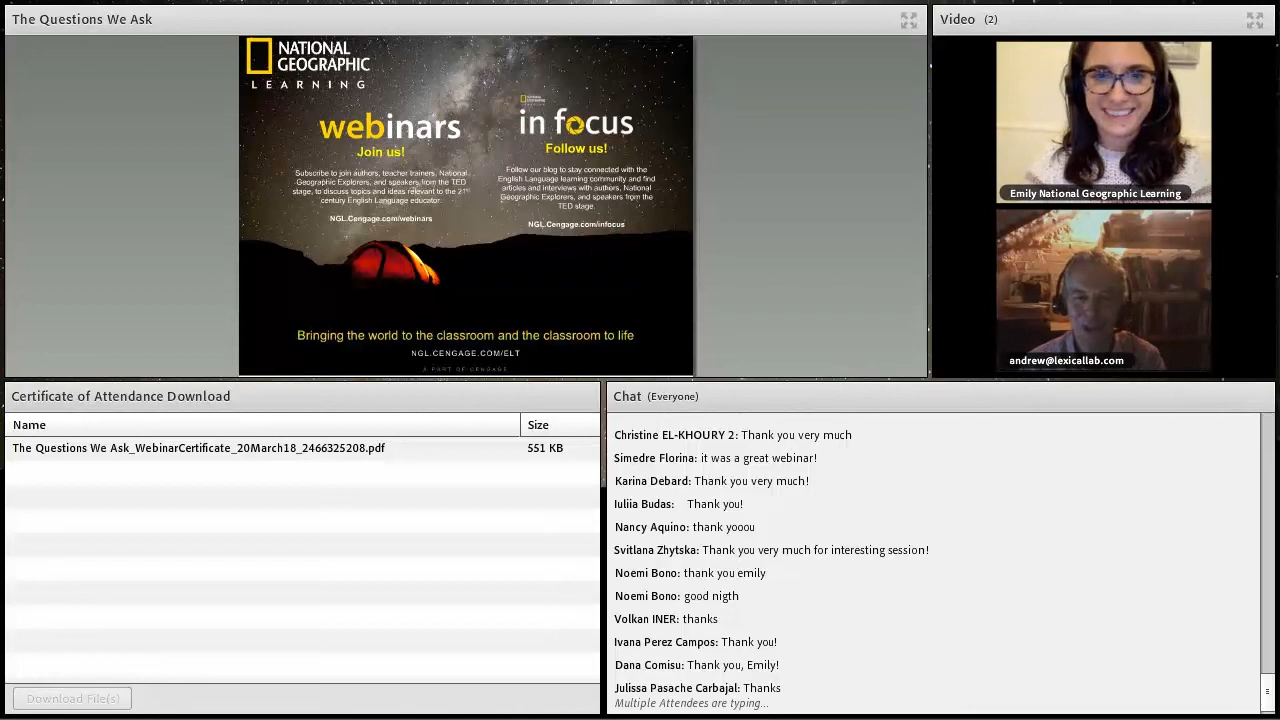 The Questions We Ask
NATIONAL
GEOGRAPHIC
LEARNING
webinars
Join us!
Subscribe to join authors, teacher trainers, National
Geographic Explorers, and speakers from the TED
stage, to discuss topics and ideas relevant to the 21st
century English Language educator.
NGL.Cengage.com/webinars
in focus
Follow us!
Follow our blog to stay connected with the
English Language learning community and find
articles and interviews with authors, National
Geographic Explorers, and speakers from the
TED stage.
NGL.Cengage.com/infocus
Bringing the world to the classroom and the classroom to life
NGL.CENGAGE.COM/ELT
A PART OF CENGAGE
Video (2)
Emily National Geographic Learning
andrew@lexicallab.com
Certificate of Attendance Download
Name Size
The Questions We Ask_WebinarCertificate_20March18_2466325208.pdf 551 KB
Download File(s)
Chat (Everyone)
Christine EL-KHOURY 2: Thank you very much
Simedre Florina: it was a great webinar!
Karina Debard: Thank you very much!
Iuliia Budas: Thank you!
Nancy Aquino: thank yooou
Svitlana Zhytska: Thank you very much for interesting session!
Noemi Bono: thank you emily
Noemi Bono: good nigth
Volkan INER: thanks
Ivana Perez Campos: Thank you!
Dana Comisu: Thank you, Emily!
Julissa Pasache Carbajal: Thanks
Multiple Attendees are typing...